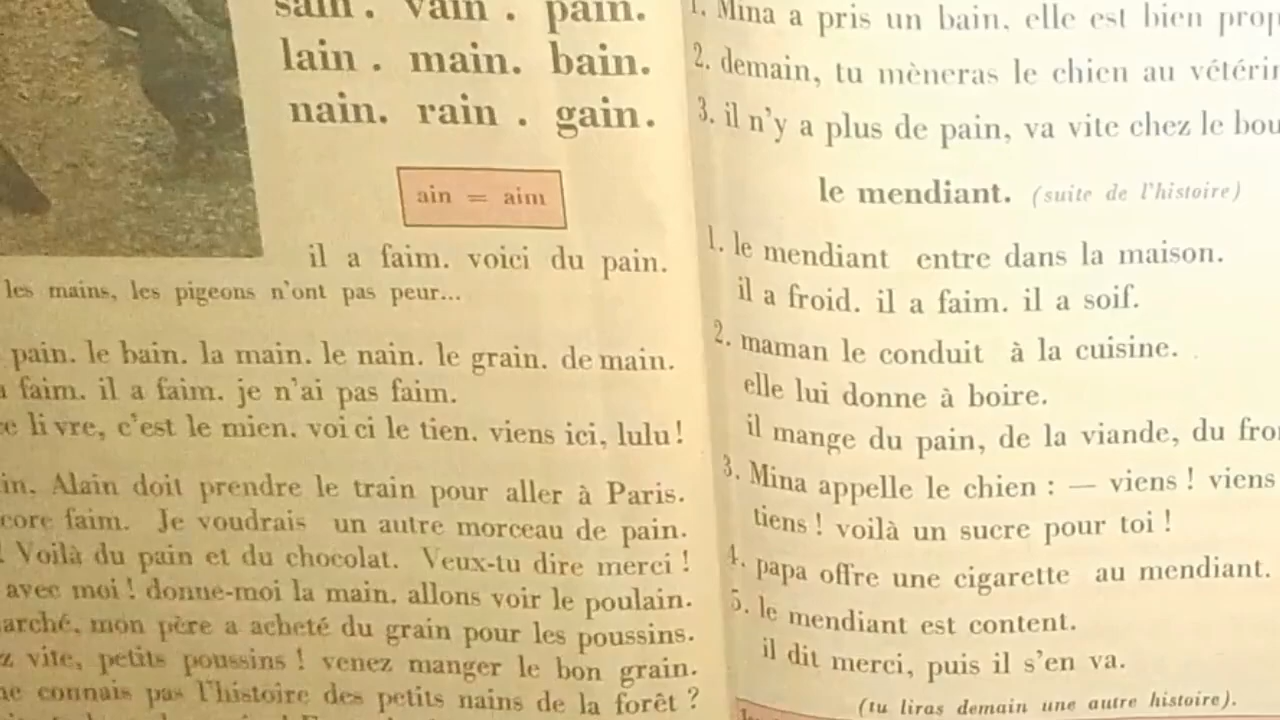 sain . vain . pain.
lain . main. bain.
nain. rain . gain.
ain = aim
il a faim. voici du pain.
les mains, les pigeons n'ont pas peur...
pain. le bain. la main. le nain. le grain. demain.
a faim. il a faim. je n'ai pas faim.
livre, c'est le mien. voici le tien. viens ici, lulu!
Alain doit prendre le train pour aller à Paris.
faim. Je voudrais un autre morceau de pain.
! Voilà du pain et du chocolat. Veux-tu dire merci !
avec moi ! donne-moi la main. allons voir le poulain.
mon père a acheté du grain pour les poussins.
vite, petits poussins ! venez manger le bon grain.
connais pas l'histoire des petits nains de la forêt ?
1. Mina a pris un bain. elle est bien
2. demain, tu mèneras le chien au
3. il n'y a plus de pain, va vite chez le
le mendiant. (suite de l'histoire)
1. le mendiant entre dans la maison.
il a froid. il a faim. il a soif.
2. maman le conduit à la cuisine.
elle lui donne à boire.
il mange du pain, de la viande, du
3. Mina appelle le chien : — viens ! viens
tiens ! voilà un sucre pour toi !
4. papa offre une cigarette au mendiant.
5. le mendiant est content.
il dit merci, puis il s'en va.
(tu liras demain une autre histoire).